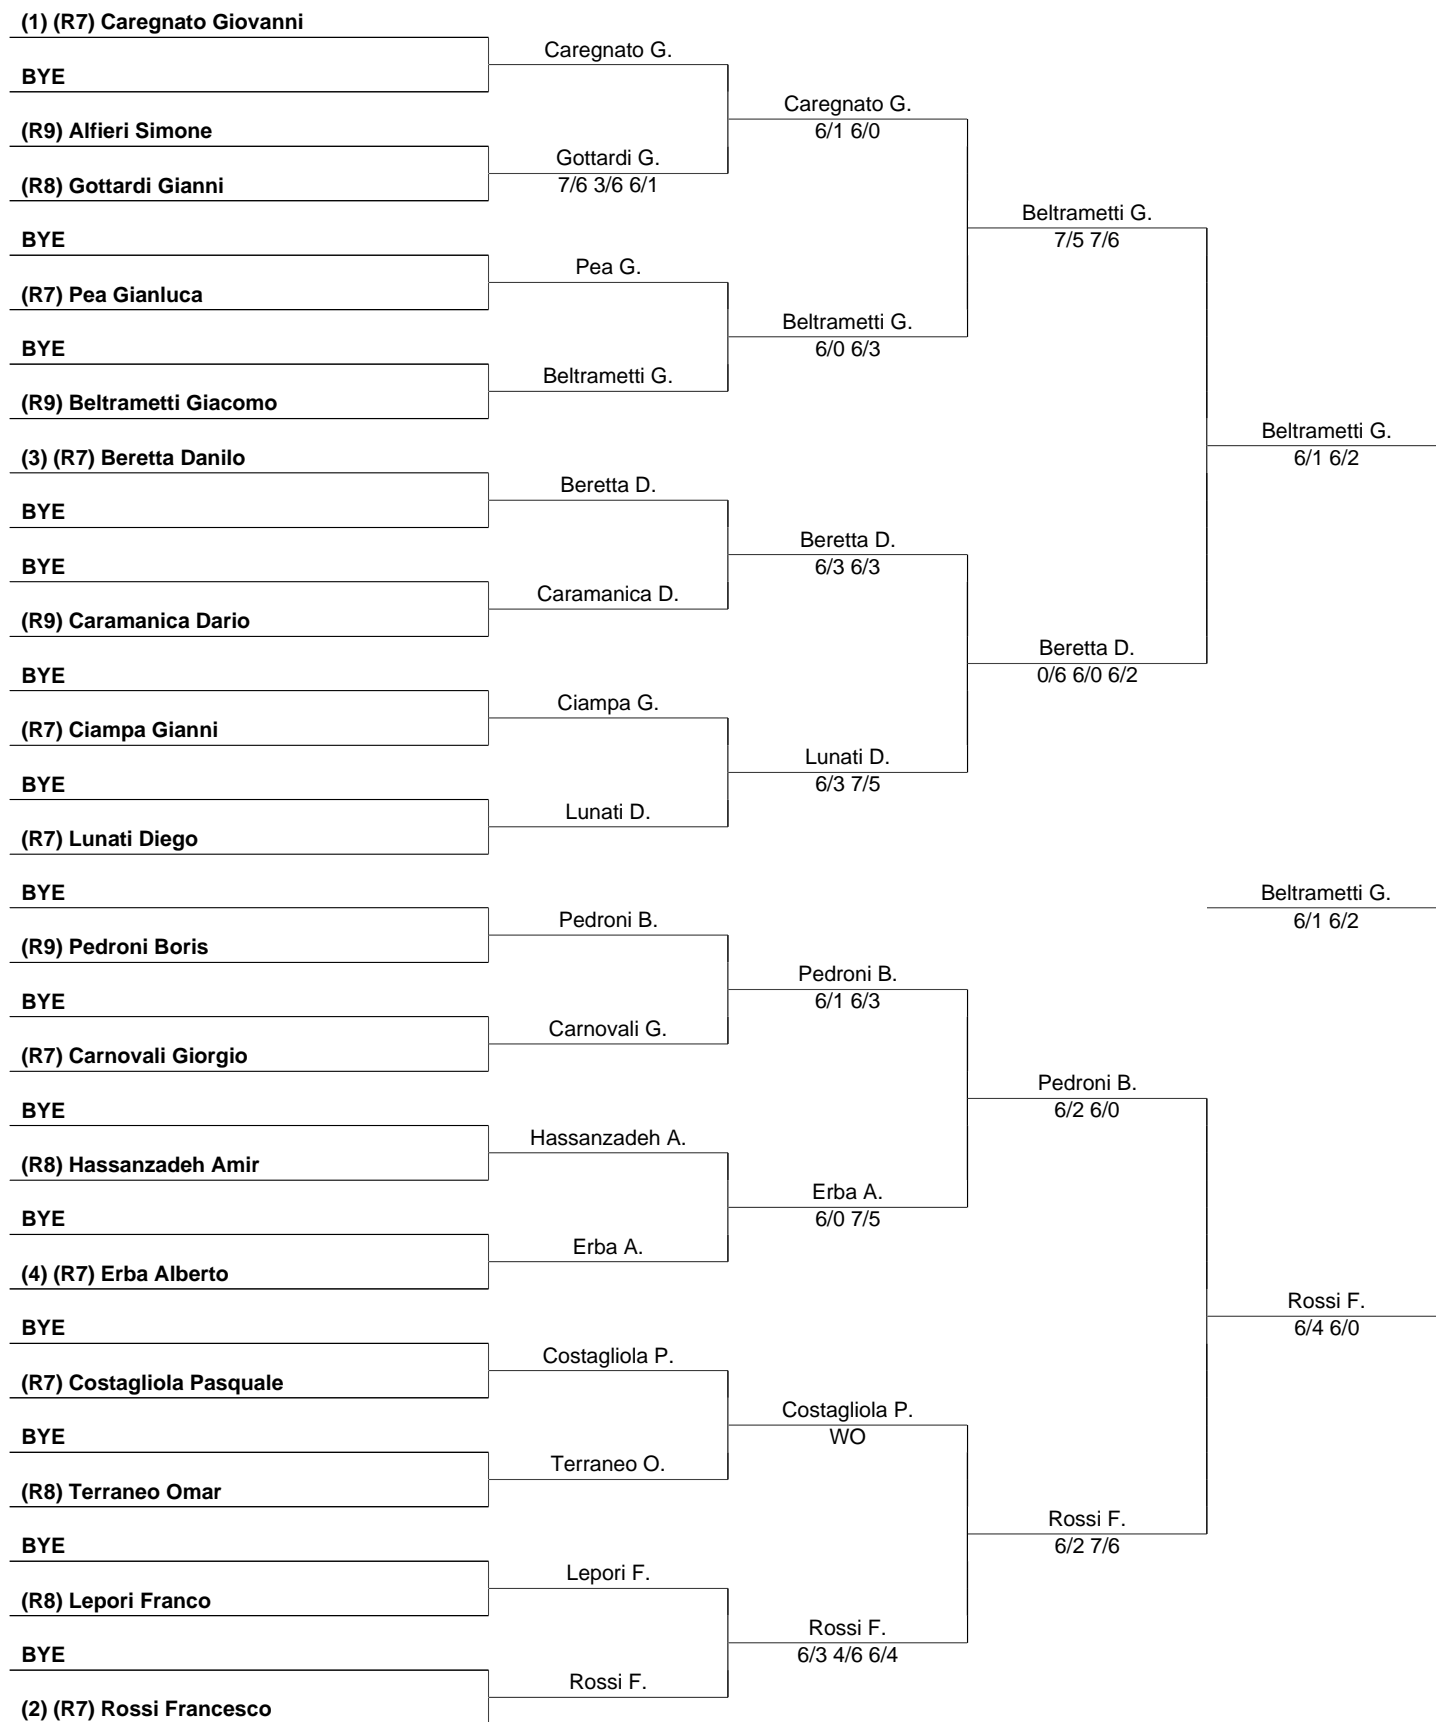 (1) (R7) Caregnato Giovanni
Caregnato G.
BYE
Caregnato G.
6/1 6/0
(R9) Alfieri Simone
Gottardi G.
7/6 3/6 6/1
(R8) Gottardi Gianni
Beltrametti G.
7/5 7/6
BYE
Pea G.
(R7) Pea Gianluca
Beltrametti G.
6/0 6/3
BYE
Beltrametti G.
(R9) Beltrametti Giacomo
Beltrametti G.
6/1 6/2
(3) (R7) Beretta Danilo
Beretta D.
BYE
Beretta D.
6/3 6/3
BYE
Caramanica D.
(R9) Caramanica Dario
Beretta D.
0/6 6/0 6/2
BYE
Ciampa G.
(R7) Ciampa Gianni
Lunati D.
6/3 7/5
BYE
Lunati D.
(R7) Lunati Diego
BYE
Beltrametti G.
6/1 6/2
Pedroni B.
(R9) Pedroni Boris
Pedroni B.
6/1 6/3
BYE
Carnovali G.
(R7) Carnovali Giorgio
Pedroni B.
6/2 6/0
BYE
Hassanzadeh A.
(R8) Hassanzadeh Amir
Erba A.
6/0 7/5
BYE
Erba A.
(4) (R7) Erba Alberto
Rossi F.
6/4 6/0
BYE
Costagliola P.
(R7) Costagliola Pasquale
Costagliola P.
WO
BYE
Terraneo O.
(R8) Terraneo Omar
Rossi F.
6/2 7/6
BYE
Lepori F.
(R8) Lepori Franco
Rossi F.
6/3 4/6 6/4
BYE
Rossi F.
(2) (R7) Rossi Francesco